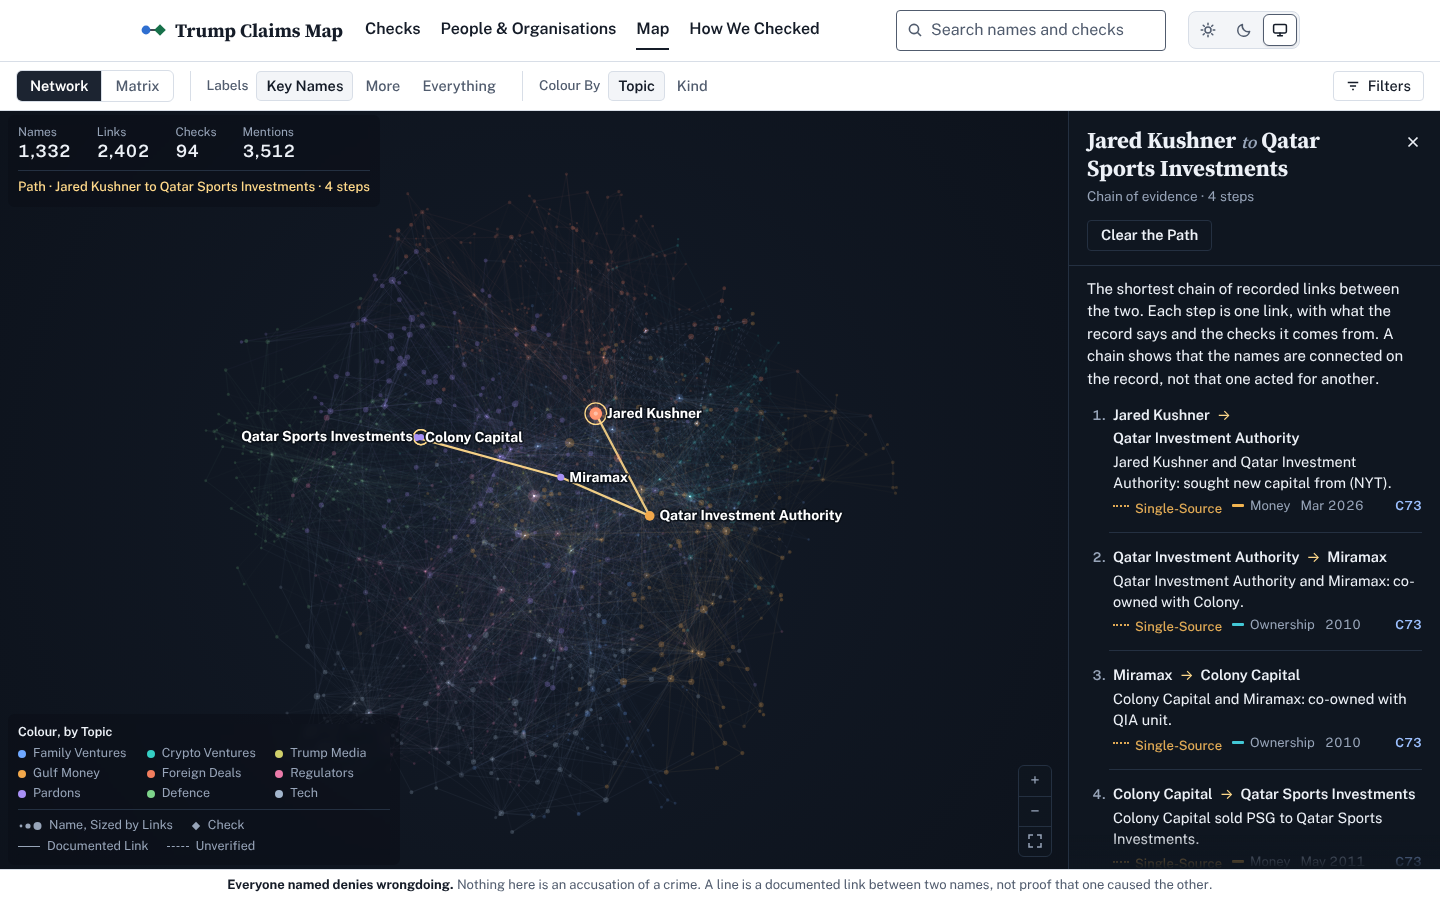 Trump Claims Map
Checks
People & Organisations
Map
How We Checked
Search names and checks
Network
Matrix
Labels
Key Names
More
Everything
Colour By
Topic
Kind
Filters
Names
Links
Checks
Mentions
1,332
2,402
94
3,512
Path · Jared Kushner to Qatar Sports Investments · 4 steps
Jared Kushner
Qatar Sports Investments
Colony Capital
Miramax
Qatar Investment Authority
Colour, by Topic
Family Ventures
Crypto Ventures
Trump Media
Gulf Money
Foreign Deals
Regulators
Pardons
Defence
Tech
Name, Sized by Links
Check
Documented Link
Unverified
Jared Kushner to Qatar
Sports Investments
Chain of evidence · 4 steps
Clear the Path
The shortest chain of recorded links between
the two. Each step is one link, with what the
record says and the checks it comes from. A
chain shows that the names are connected on
the record, not that one acted for another.
1. Jared Kushner →
Qatar Investment Authority
Jared Kushner and Qatar Investment
Authority: sought new capital from (NYT).
Single-Source Money Mar 2026 C73
2. Qatar Investment Authority → Miramax
Qatar Investment Authority and Miramax: co-
owned with Colony.
Single-Source Ownership 2010 C73
3. Miramax → Colony Capital
Colony Capital and Miramax: co-owned with
QIA unit.
Single-Source Ownership 2010 C73
4. Colony Capital → Qatar Sports Investments
Colony Capital sold PSG to Qatar Sports
Investments.
Single-Source Money May 2011 C73
Everyone named denies wrongdoing. Nothing here is an accusation of a crime. A line is a documented link between two names, not proof that one caused the other.